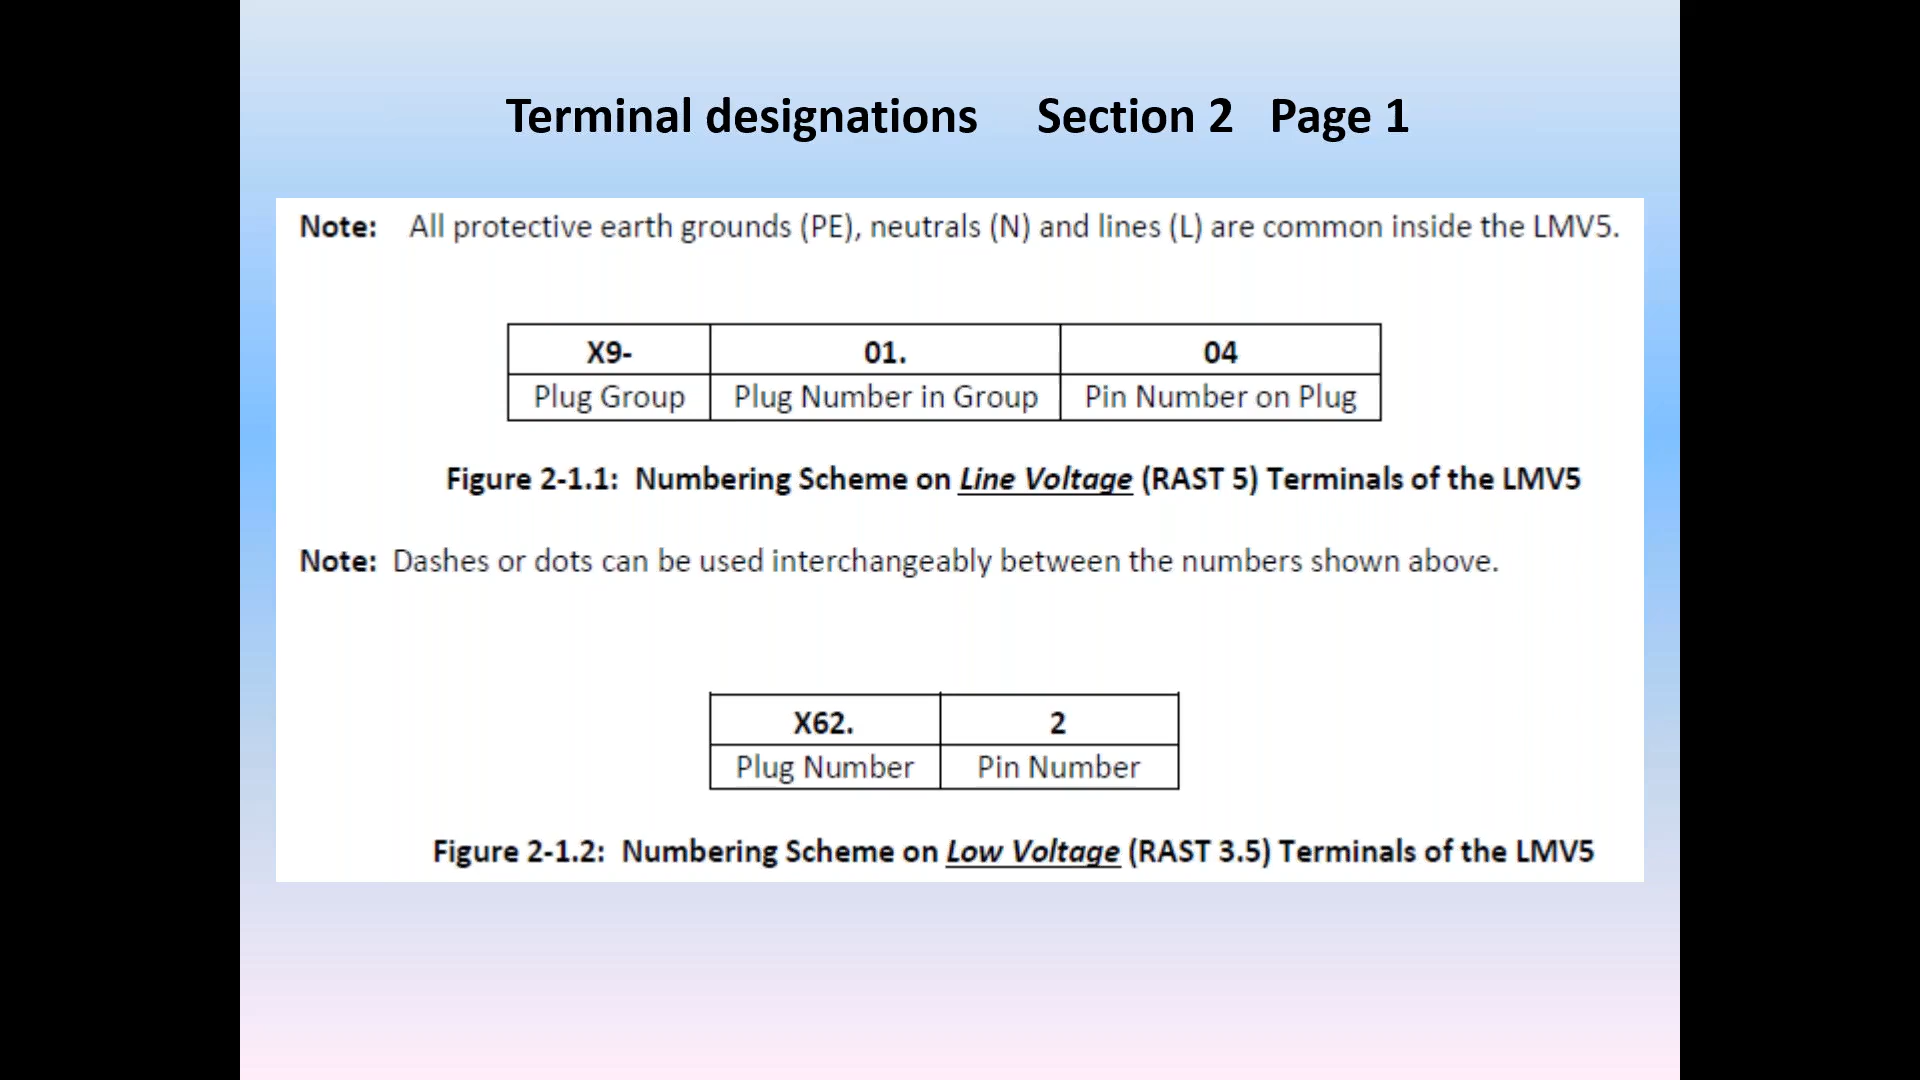 Terminal designations Section 2 Page 1
Note: All protective earth grounds (PE), neutrals (N) and lines (L) are common inside the LMV5.
X9- 01. 04
Plug Group Plug Number in Group Pin Number on Plug
Figure 2-1.1: Numbering Scheme on Line Voltage (RAST 5) Terminals of the LMV5
Note: Dashes or dots can be used interchangeably between the numbers shown above.
X62. 2
Plug Number Pin Number
Figure 2-1.2: Numbering Scheme on Low Voltage (RAST 3.5) Terminals of the LMV5